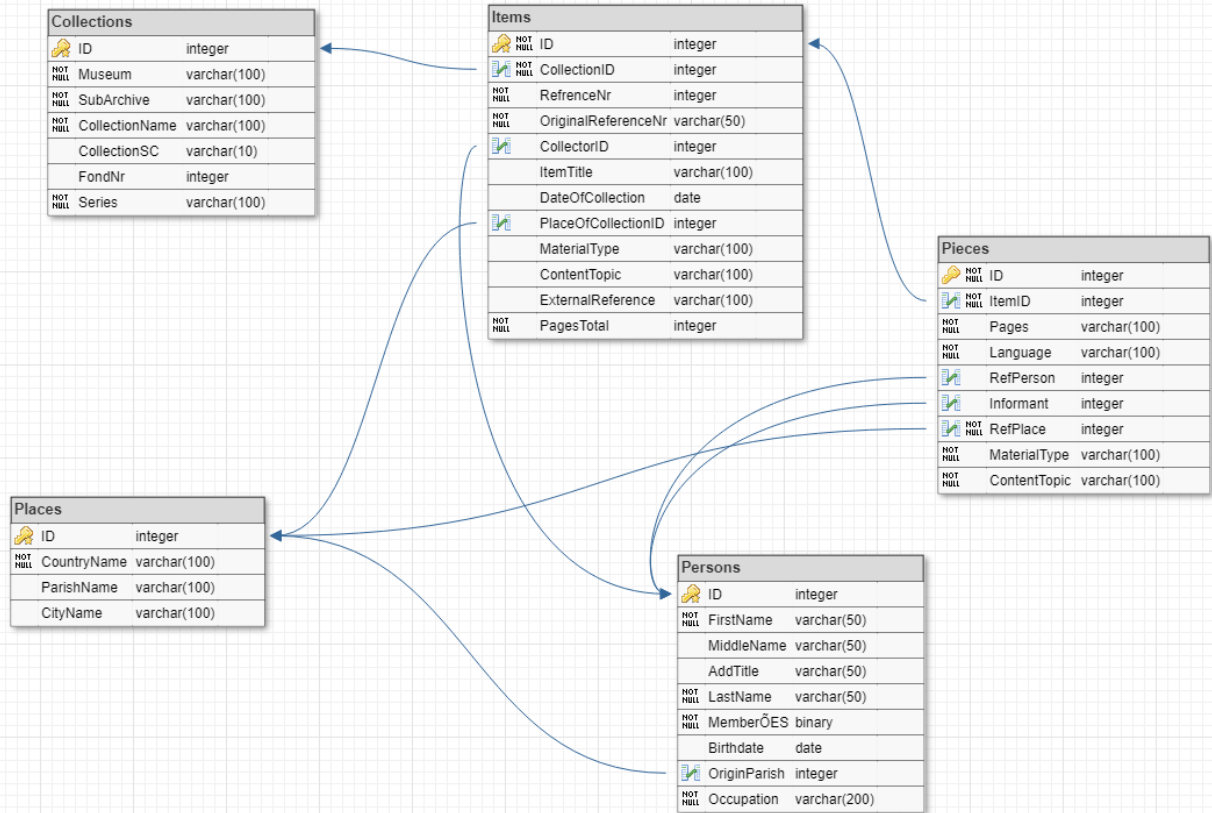 Collections
ID integer
NOT NULL Museum varchar(100)
NOT NULL SubArchive varchar(100)
NOT NULL CollectionName varchar(100)
CollectionSC varchar(10)
FondNr integer
NOT NULL Series varchar(100)
Items
NOT NULL ID integer
NOT NULL CollectionID integer
NOT NULL RefrenceNr integer
NOT NULL OriginalReferenceNr varchar(50)
CollectorID integer
ItemTitle varchar(100)
DateOfCollection date
PlaceOfCollectionID integer
MaterialType varchar(100)
ContentTopic varchar(100)
ExternalReference varchar(100)
NOT NULL PagesTotal integer
Pieces
NOT NULL ID integer
NOT NULL ItemID integer
NOT NULL Pages varchar(100)
NOT NULL Language varchar(100)
RefPerson integer
Informant integer
NOT NULL RefPlace integer
NOT NULL MaterialType varchar(100)
NOT NULL ContentTopic varchar(100)
Places
ID integer
NOT NULL CountryName varchar(100)
ParishName varchar(100)
CityName varchar(100)
Persons
ID integer
NOT NULL FirstName varchar(50)
MiddleName varchar(50)
AddTitle varchar(50)
NOT NULL LastName varchar(50)
NOT NULL MemberÕES binary
Birthdate date
OriginParish integer
NOT NULL Occupation varchar(200)